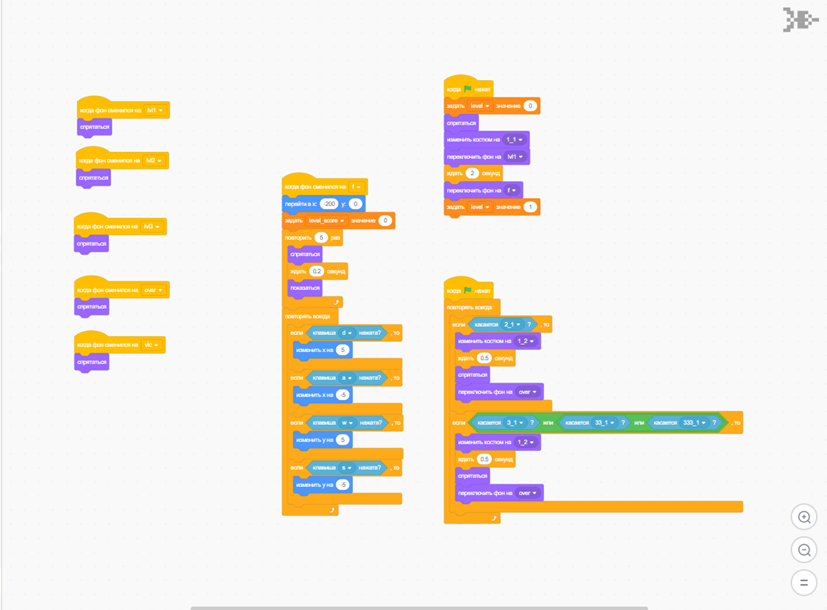 когда фон сменился на lvl1
спрятаться
когда фон сменился на lvl2
спрятаться
когда фон сменился на lvl3
спрятаться
когда фон сменился на over
спрятаться
когда фон сменился на vic
спрятаться
когда фон сменился на f
перейти в x: -200 y: 0
задать level_score значение 0
повторить 5 раз
спрятаться
ждать 0.2 секунд
показаться
повторять всегда
если клавиша d нажата? , то
изменить x на 5
если клавиша a нажата? , то
изменить x на -5
если клавиша w нажата? , то
изменить y на 5
если клавиша s нажата? , то
изменить y на -5
когда нажат
задать level значение 0
спрятаться
изменить костюм на 1_1
переключить фон на lvl1
ждать 2 секунд
переключить фон на f
задать level значение 1
когда нажат
повторять всегда
если касается 2_1 ? , то
изменить костюм на 1_2
ждать 0.5 секунд
спрятаться
переключить фон на over
если касается 3_1 ? или касается 33_1 ? или касается 333_1 ? , то
изменить костюм на 1_2
ждать 0.5 секунд
спрятаться
переключить фон на over